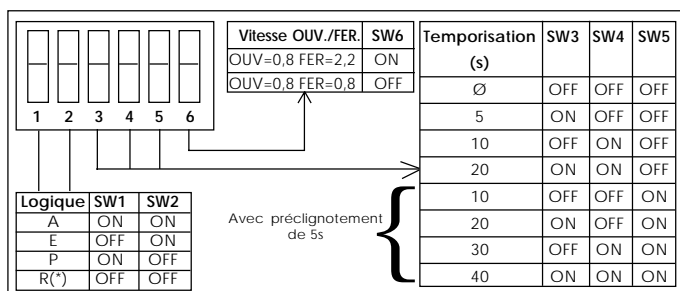 1 2 3 4 5 6
Vitesse OUV./FER. SW6
OUV=0,8 FER=2,2 ON
OUV=0,8 FER=0,8 OFF
Logique SW1 SW2
A ON ON
E OFF ON
P ON OFF
R(*) OFF OFF
Avec préclignotement
de 5s
Temporisation SW3 SW4 SW5
(s)
Ø OFF OFF OFF
5 ON OFF OFF
10 OFF ON OFF
20 ON ON OFF
10 OFF OFF ON
20 ON OFF ON
30 OFF ON ON
40 ON ON ON